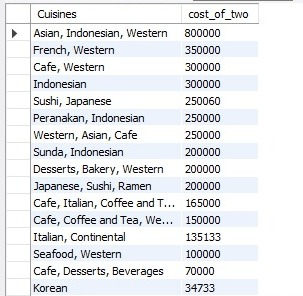 Cuisines cost_of_two
Asian, Indonesian, Western 800000
French, Western 350000
Cafe, Western 300000
Indonesian 300000
Sushi, Japanese 250060
Peranakan, Indonesian 250000
Western, Asian, Cafe 250000
Sunda, Indonesian 200000
Desserts, Bakery, Western 200000
Japanese, Sushi, Ramen 200000
Cafe, Italian, Coffee and T... 165000
Cafe, Coffee and Tea, We... 150000
Italian, Continental 135133
Seafood, Western 100000
Cafe, Desserts, Beverages 70000
Korean 34733